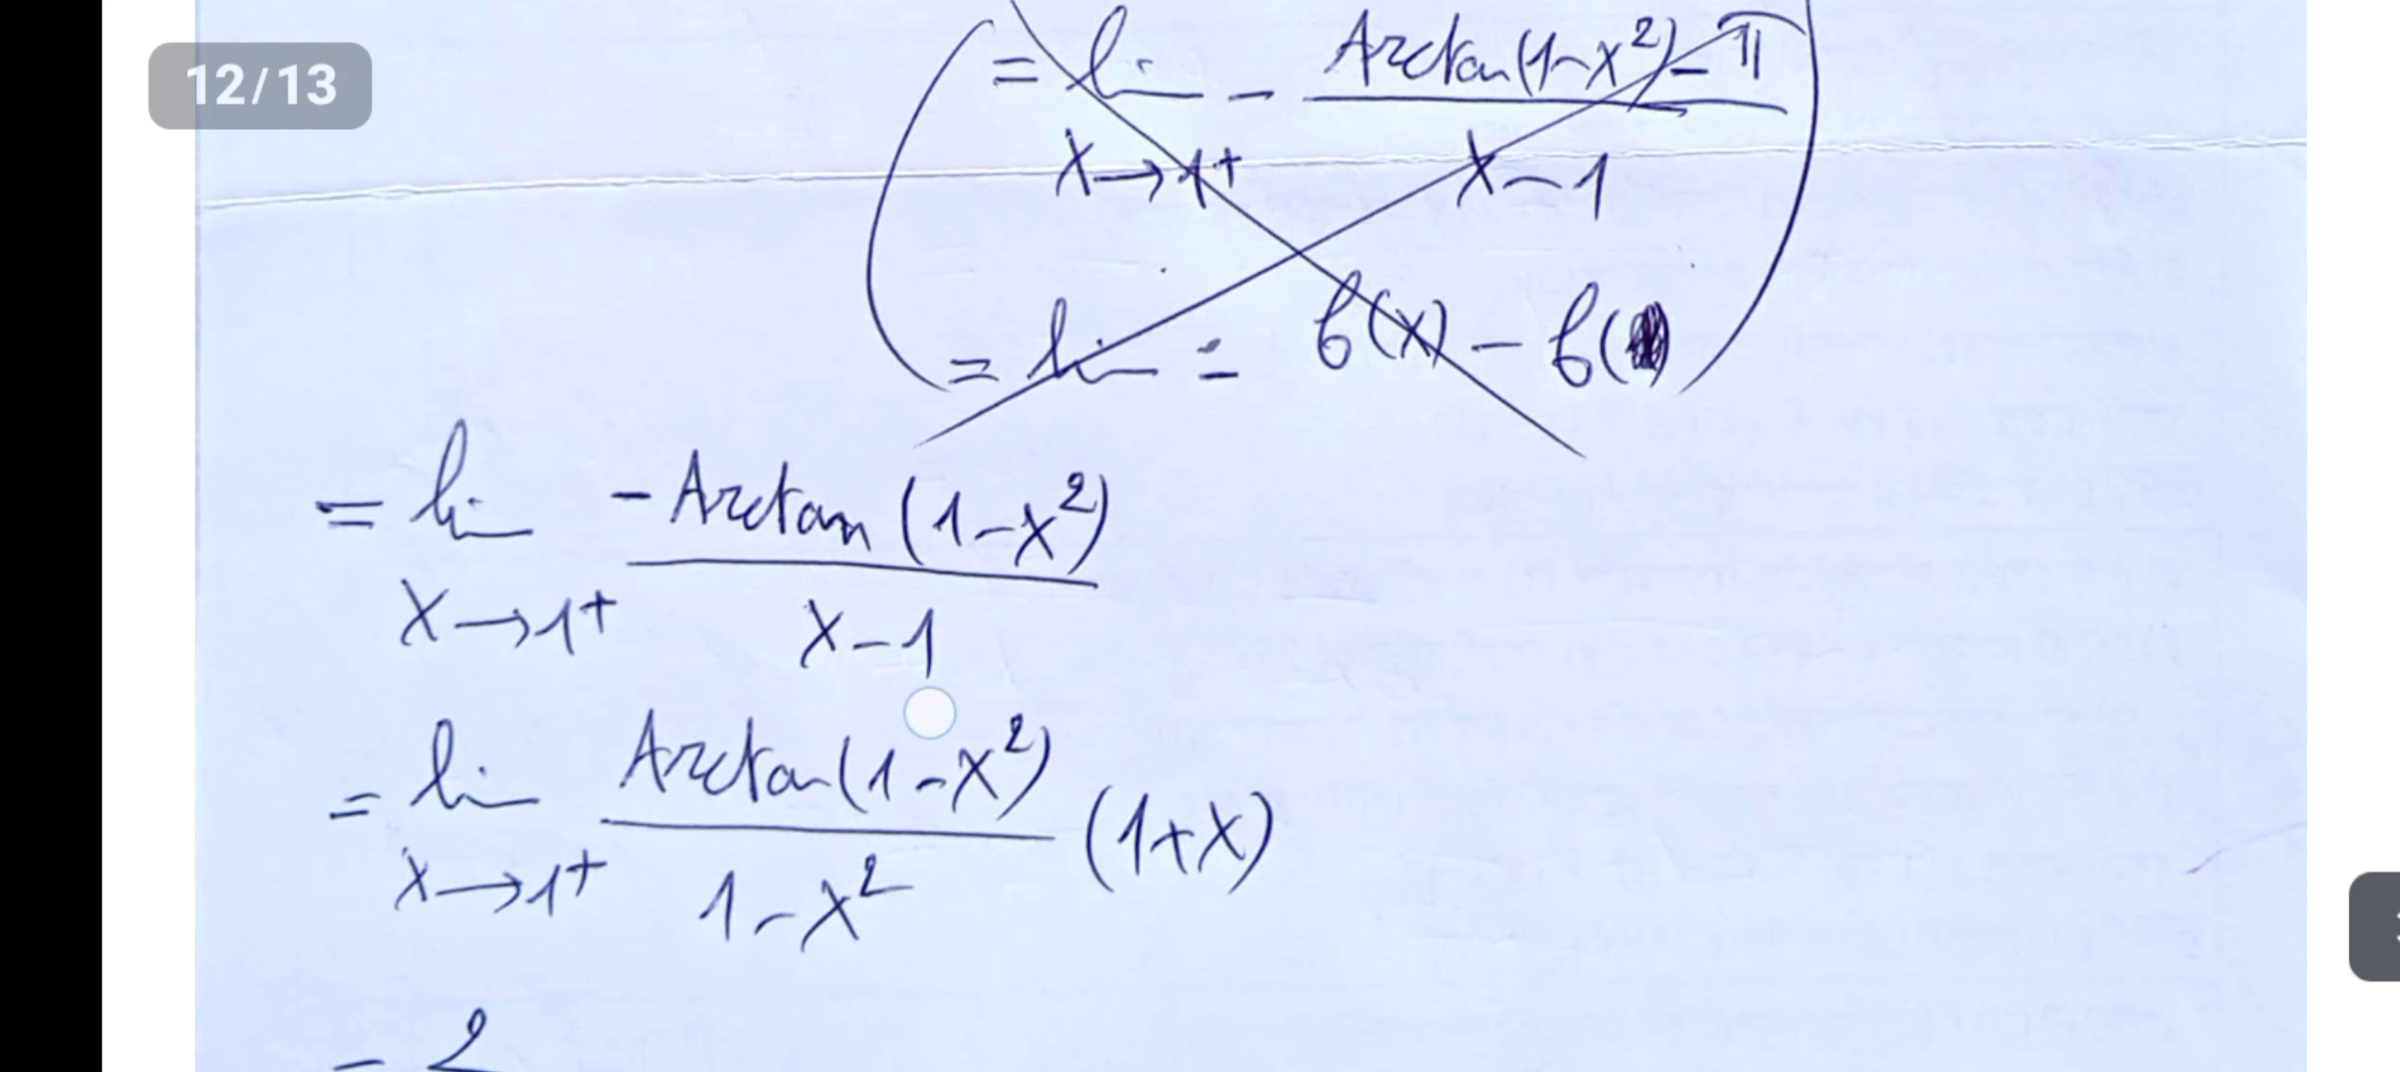 12/13
= lim - (Arctan(1-x²) - π)/(x-1)
x→1+
= lim - f(x) - f(
= lim -Arctan(1-x²)/(x-1)
x→1+
= lim Arctan(1-x²)/(1-x²) (1+x)
x→1+
= 2